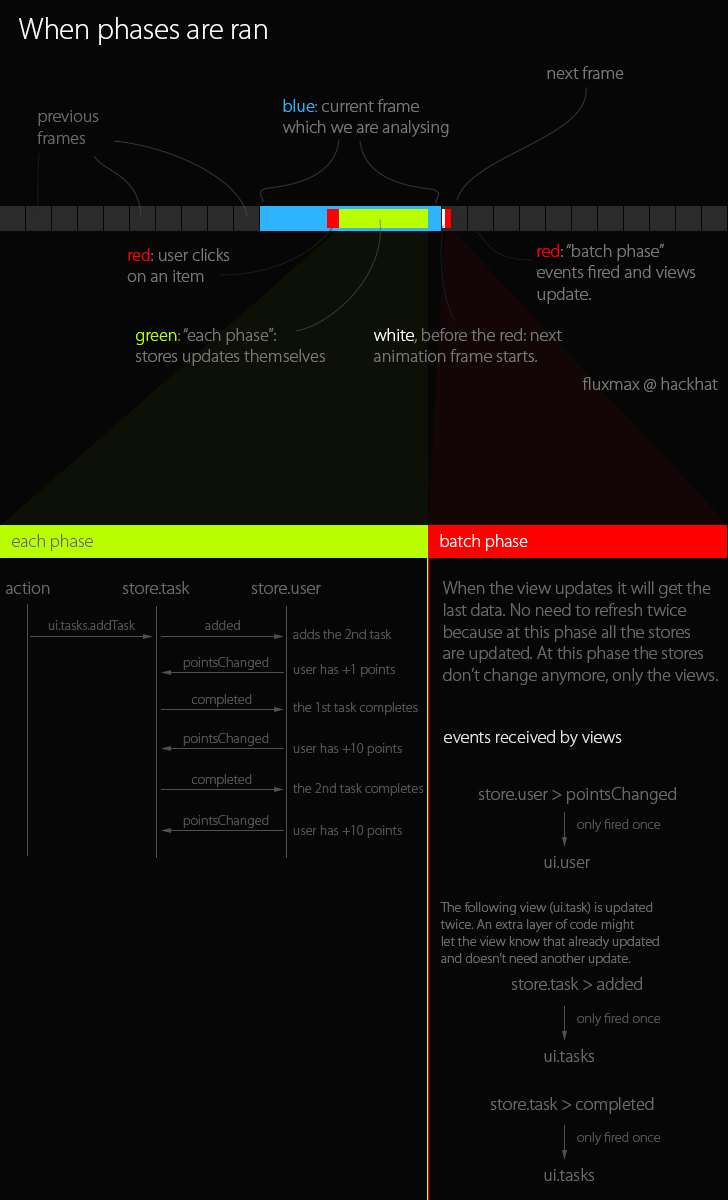 When phases are ran
next frame
blue: current frame
which we are analysing
previous
frames
red: user clicks
on an item
red: “batch phase”
events fired and views
update.
green: ”each phase”:
stores updates themselves
white, before the red: next
animation frame starts.
fluxmax @ hackhat
each phase
action
store.task
store.user
ui.tasks.addTask
added
adds the 2nd task
pointsChanged
user has +1 points
completed
the 1st task completes
pointsChanged
user has +10 points
completed
the 2nd task completes
pointsChanged
user has +10 points
batch phase
When the view updates it will get the
last data. No need to refresh twice
because at this phase all the stores
are updated. At this phase the stores
don’t change anymore, only the views.
events received by views
store.user > pointsChanged
only fired once
ui.user
The following view (ui.task) is updated
twice. An extra layer of code might
let the view know that already updated
and doesn’t need another update.
store.task > added
only fired once
ui.tasks
store.task > completed
only fired once
ui.tasks